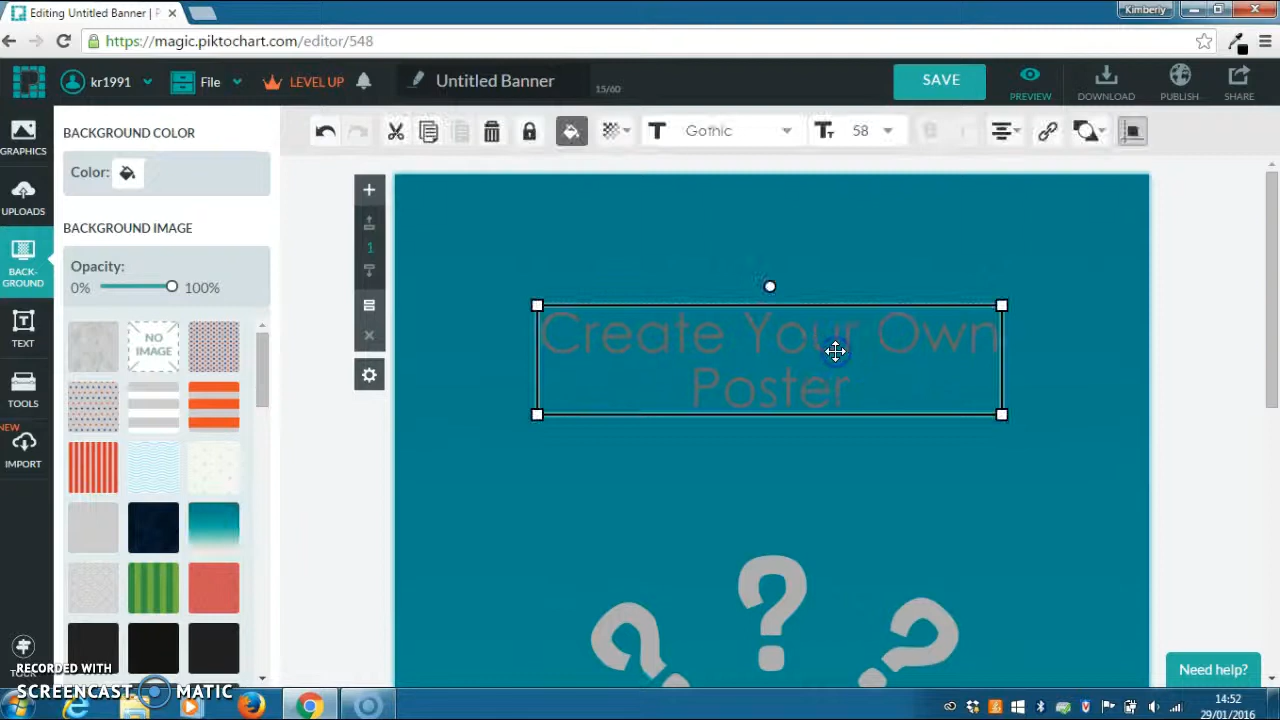 Editing Untitled Banner | P
Kimberly
https://magic.piktochart.com/editor/548
kr1991
File
LEVEL UP
Untitled Banner
15/60
SAVE
PREVIEW
DOWNLOAD
PUBLISH
SHARE
GRAPHICS
UPLOADS
BACK-
GROUND
TEXT
TOOLS
NEW
IMPORT
BACKGROUND COLOR
Color:
BACKGROUND IMAGE
Opacity:
0%
100%
NO
IMAGE
Gothic
58
1
Create Your Own
Poster
? ? ?
Need help?
RECORDED WITH
SCREENCAST MATIC
14:52
29/01/2016